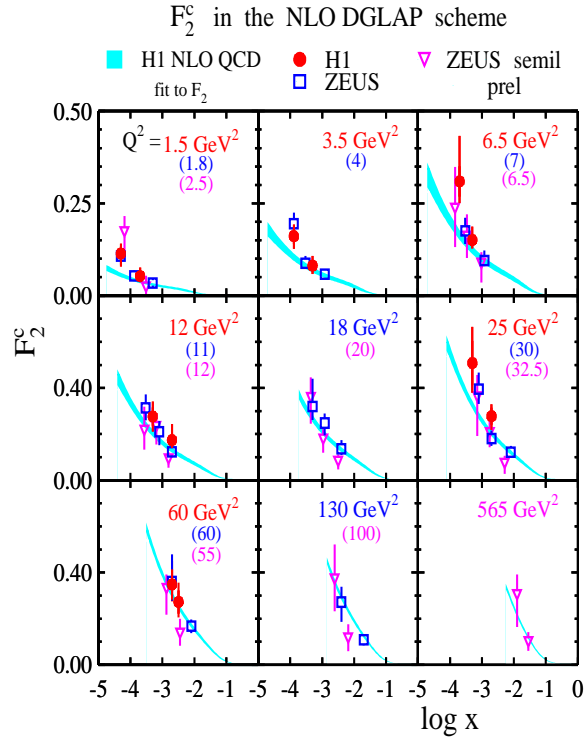 F₂ᶜ in the NLO DGLAP scheme
H1 NLO QCD
fit to F₂
H1
ZEUS
ZEUS semil
prel
Q² = 1.5 GeV²
(1.8)
(2.5)
3.5 GeV²
(4)
6.5 GeV²
(7)
(6.5)
0.50
0.25
0.00
12 GeV²
(11)
(12)
18 GeV²
(20)
25 GeV²
(30)
(32.5)
F₂ᶜ
0.40
0.00
60 GeV²
(60)
(55)
130 GeV²
(100)
565 GeV²
0.40
0.00
-5 -4 -3 -2 -1 -5 -4 -3 -2 -1 -5 -4 -3 -2 -1 0
log x